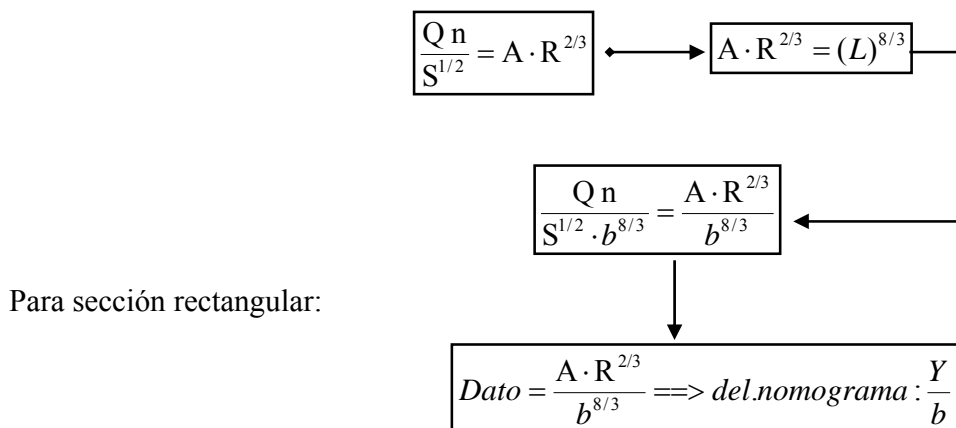 Q n / S^{1/2} = A · R^{2/3}
A · R^{2/3} = (L)^{8/3}
Q n / S^{1/2} · b^{8/3} = A · R^{2/3} / b^{8/3}
Para sección rectangular:
Dato = A · R^{2/3} / b^{8/3} ==> del.nomograma : Y / b